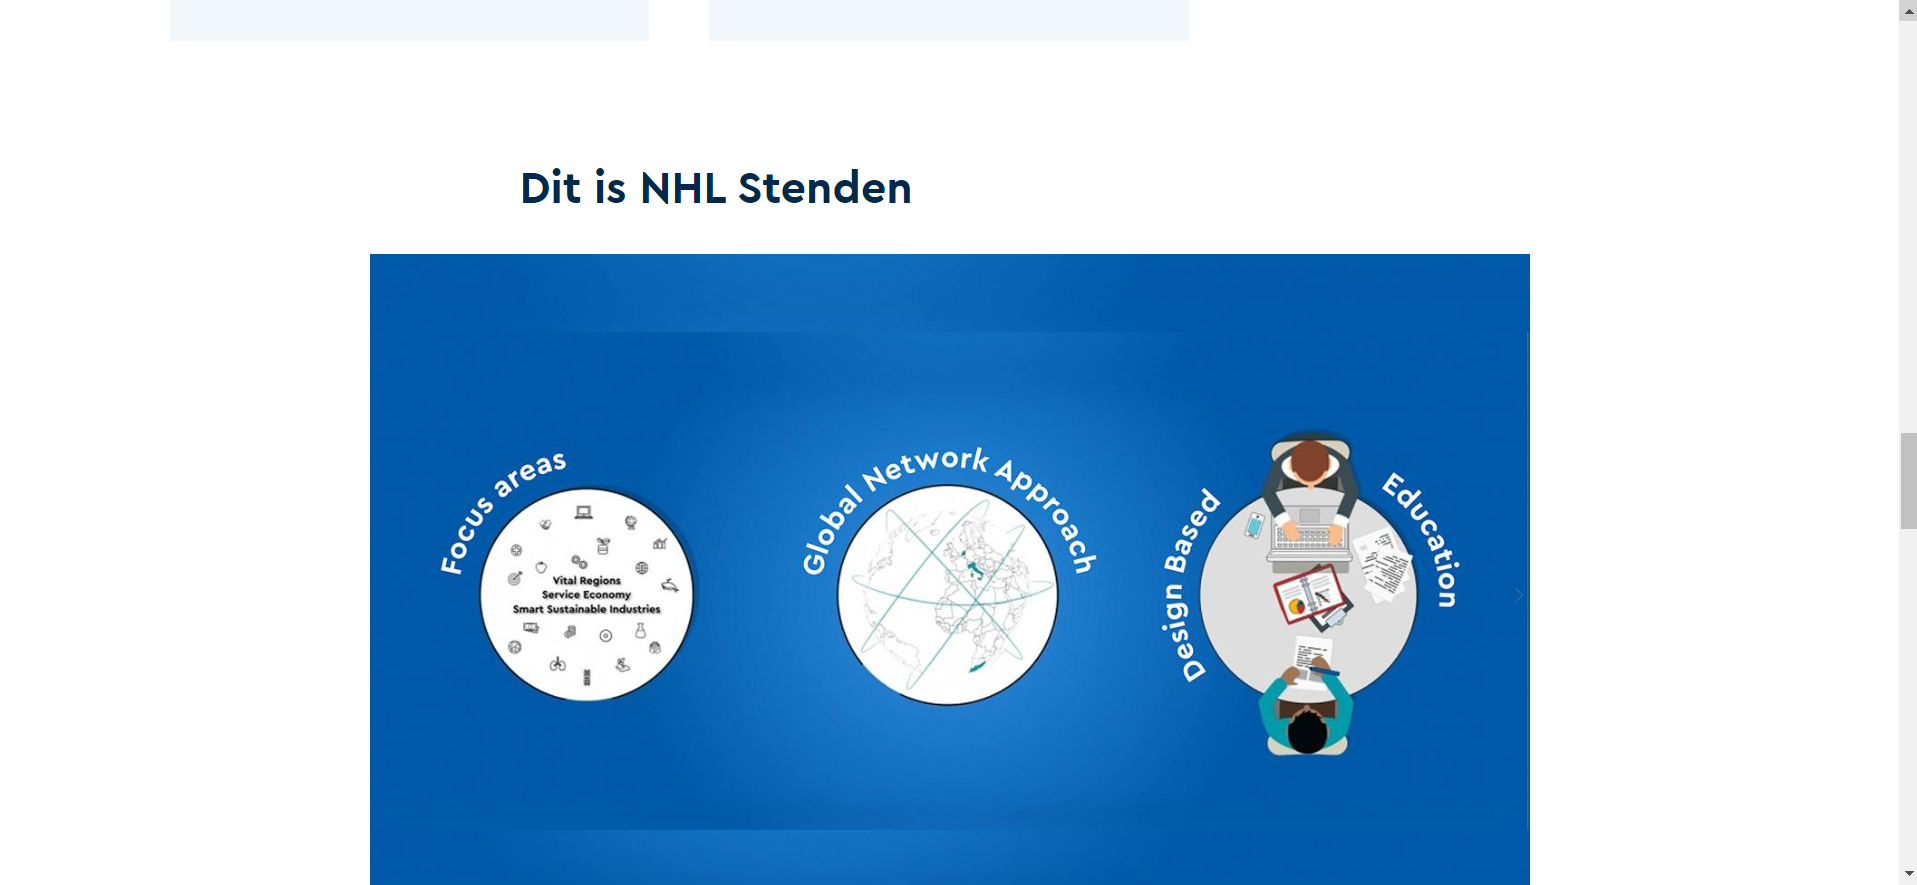 Dit is NHL Stenden
Focus areas
Vital Regions
Service Economy
Smart Sustainable Industries
Global Network Approach
Design Based Education